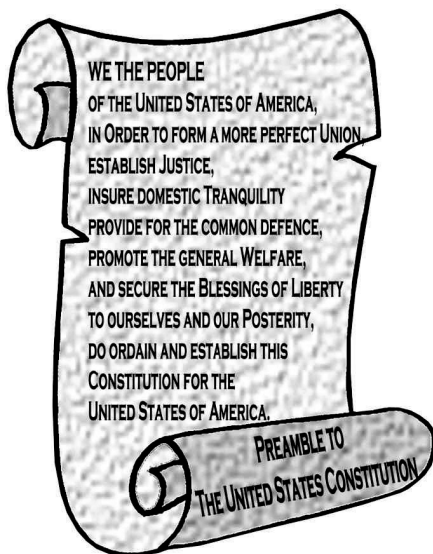 WE THE PEOPLE
OF THE UNITED STATES OF AMERICA,
IN ORDER TO FORM A MORE PERFECT UNION,
ESTABLISH JUSTICE,
INSURE DOMESTIC TRANQUILITY
PROVIDE FOR THE COMMON DEFENCE,
PROMOTE THE GENERAL WELFARE,
AND SECURE THE BLESSINGS OF LIBERTY
TO OURSELVES AND OUR POSTERITY,
DO ORDAIN AND ESTABLISH THIS
CONSTITUTION FOR THE
UNITED STATES OF AMERICA.
PREAMBLE TO
THE UNITED STATES CONSTITUTION